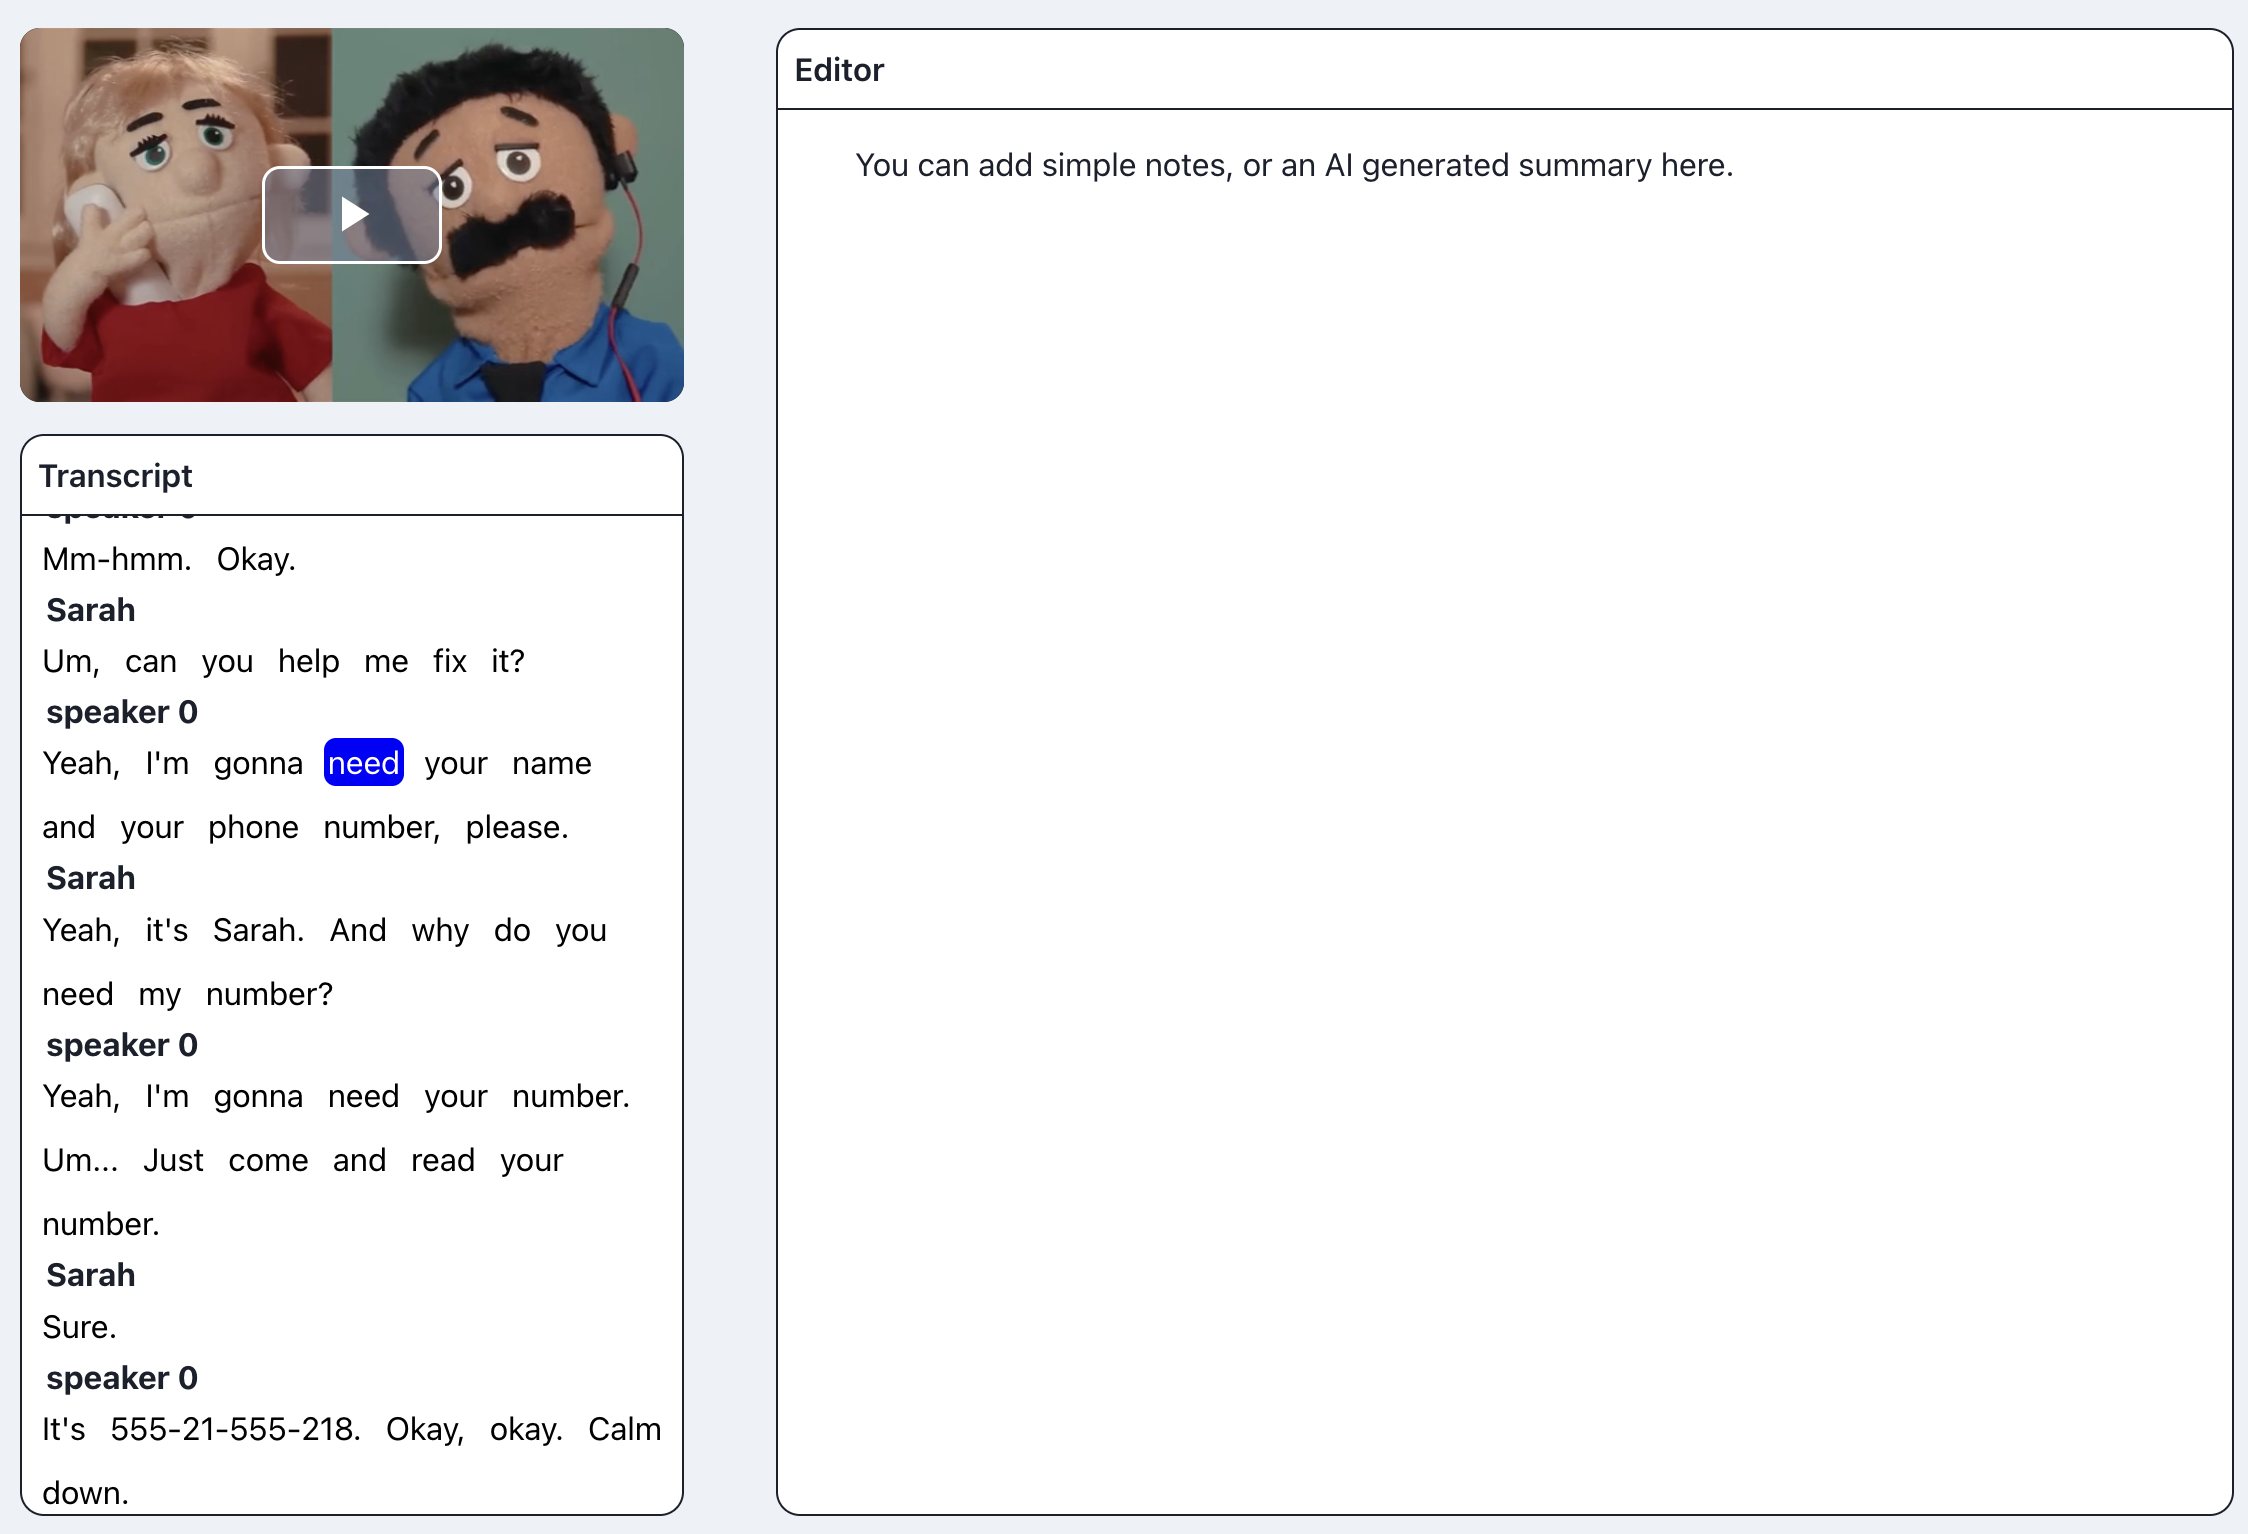 Transcript
speaker 0
Mm-hmm. Okay.
Sarah
Um, can you help me fix it?
speaker 0
Yeah, I'm gonna need your name
and your phone number, please.
Sarah
Yeah, it's Sarah. And why do you
need my number?
speaker 0
Yeah, I'm gonna need your number.
Um... Just come and read your
number.
Sarah
Sure.
speaker 0
It's 555-21-555-218. Okay, okay. Calm
down.
Editor
You can add simple notes, or an AI generated summary here.